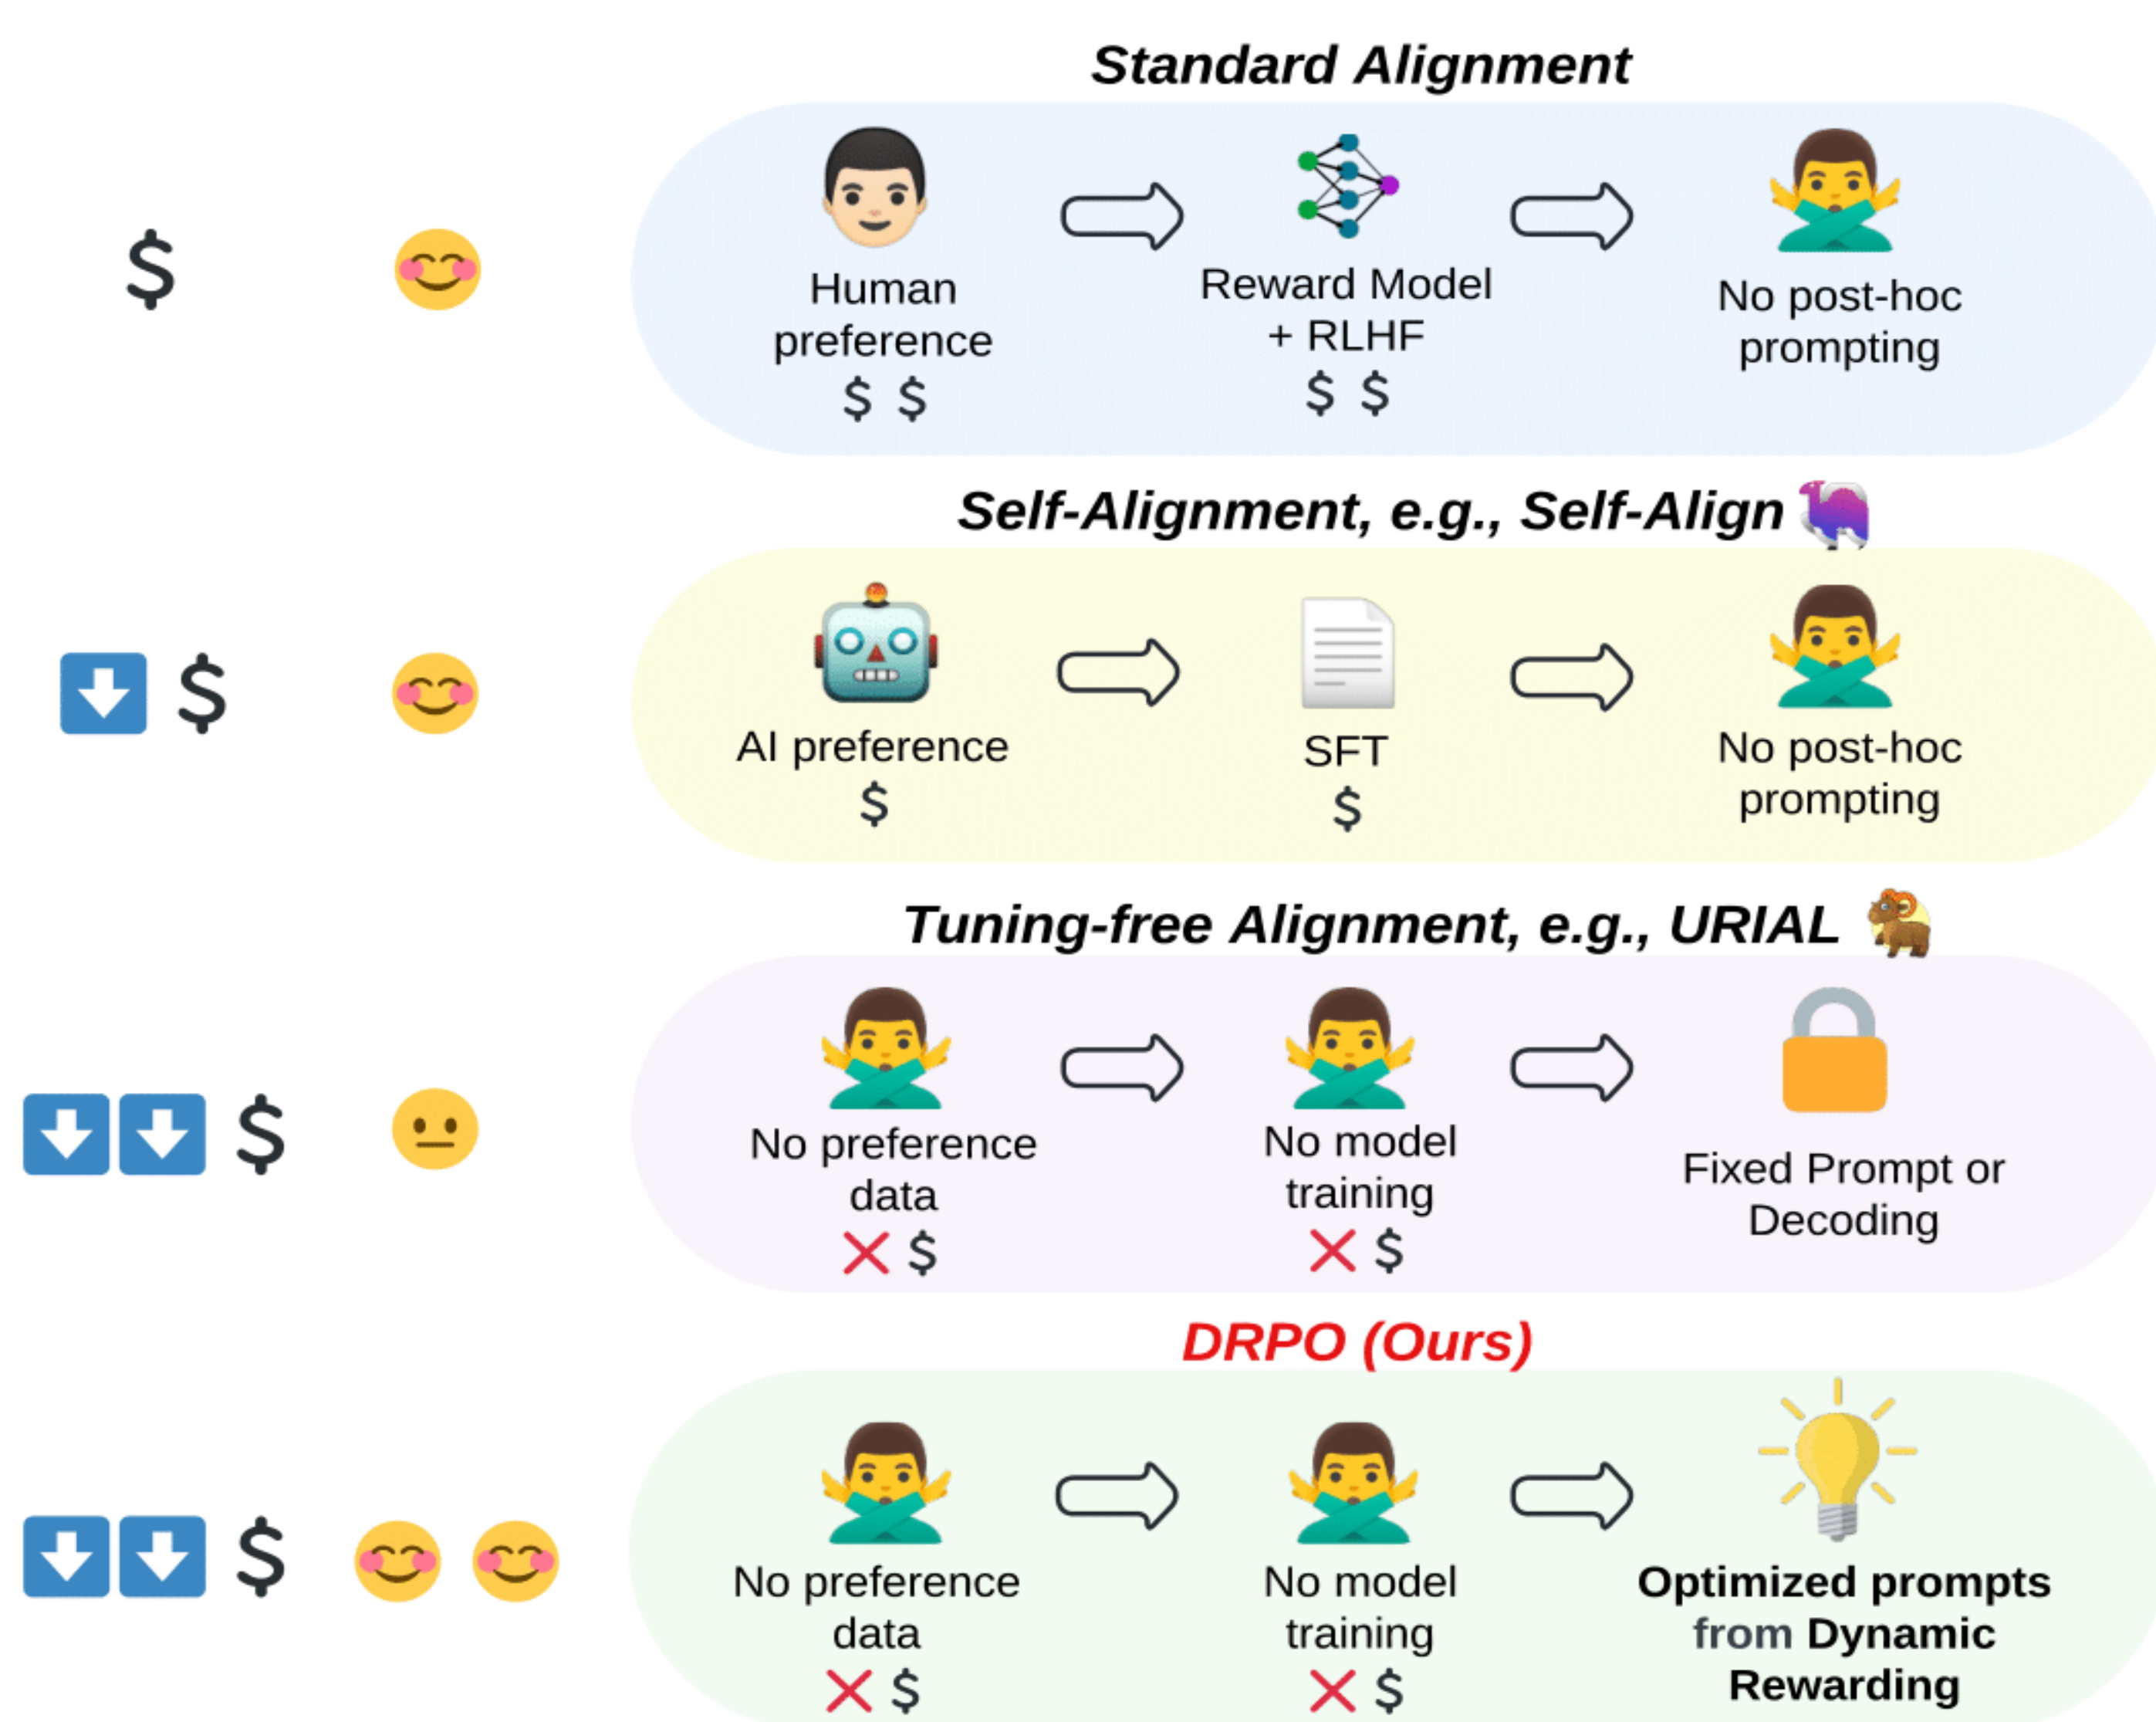 Standard Alignment
Human
preference
$ $
Reward Model
+ RLHF
$ $
No post-hoc
prompting
$
Self-Alignment, e.g., Self-Align
AI preference
$
SFT
$
No post-hoc
prompting
$
Tuning-free Alignment, e.g., URIAL
No preference
data
$
No model
training
$
Fixed Prompt or
Decoding
$
DRPO (Ours)
No preference
data
$
No model
training
$
Optimized prompts
from Dynamic
Rewarding
$